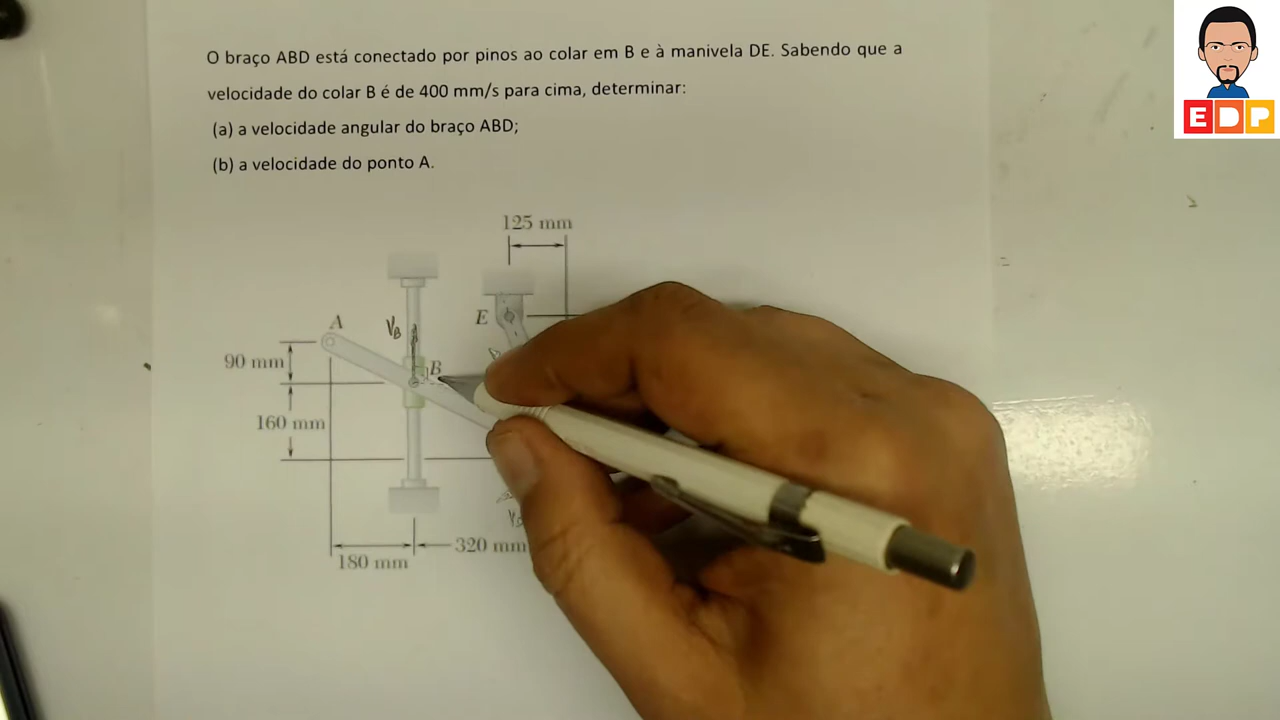 O braço ABD está conectado por pinos ao colar em B e à manivela DE. Sabendo que a
velocidade do colar B é de 400 mm/s para cima, determinar:
(a) a velocidade angular do braço ABD;
(b) a velocidade do ponto A.
EDP
125 mm
E
A
VB
B
90 mm
160 mm
320 mm
180 mm